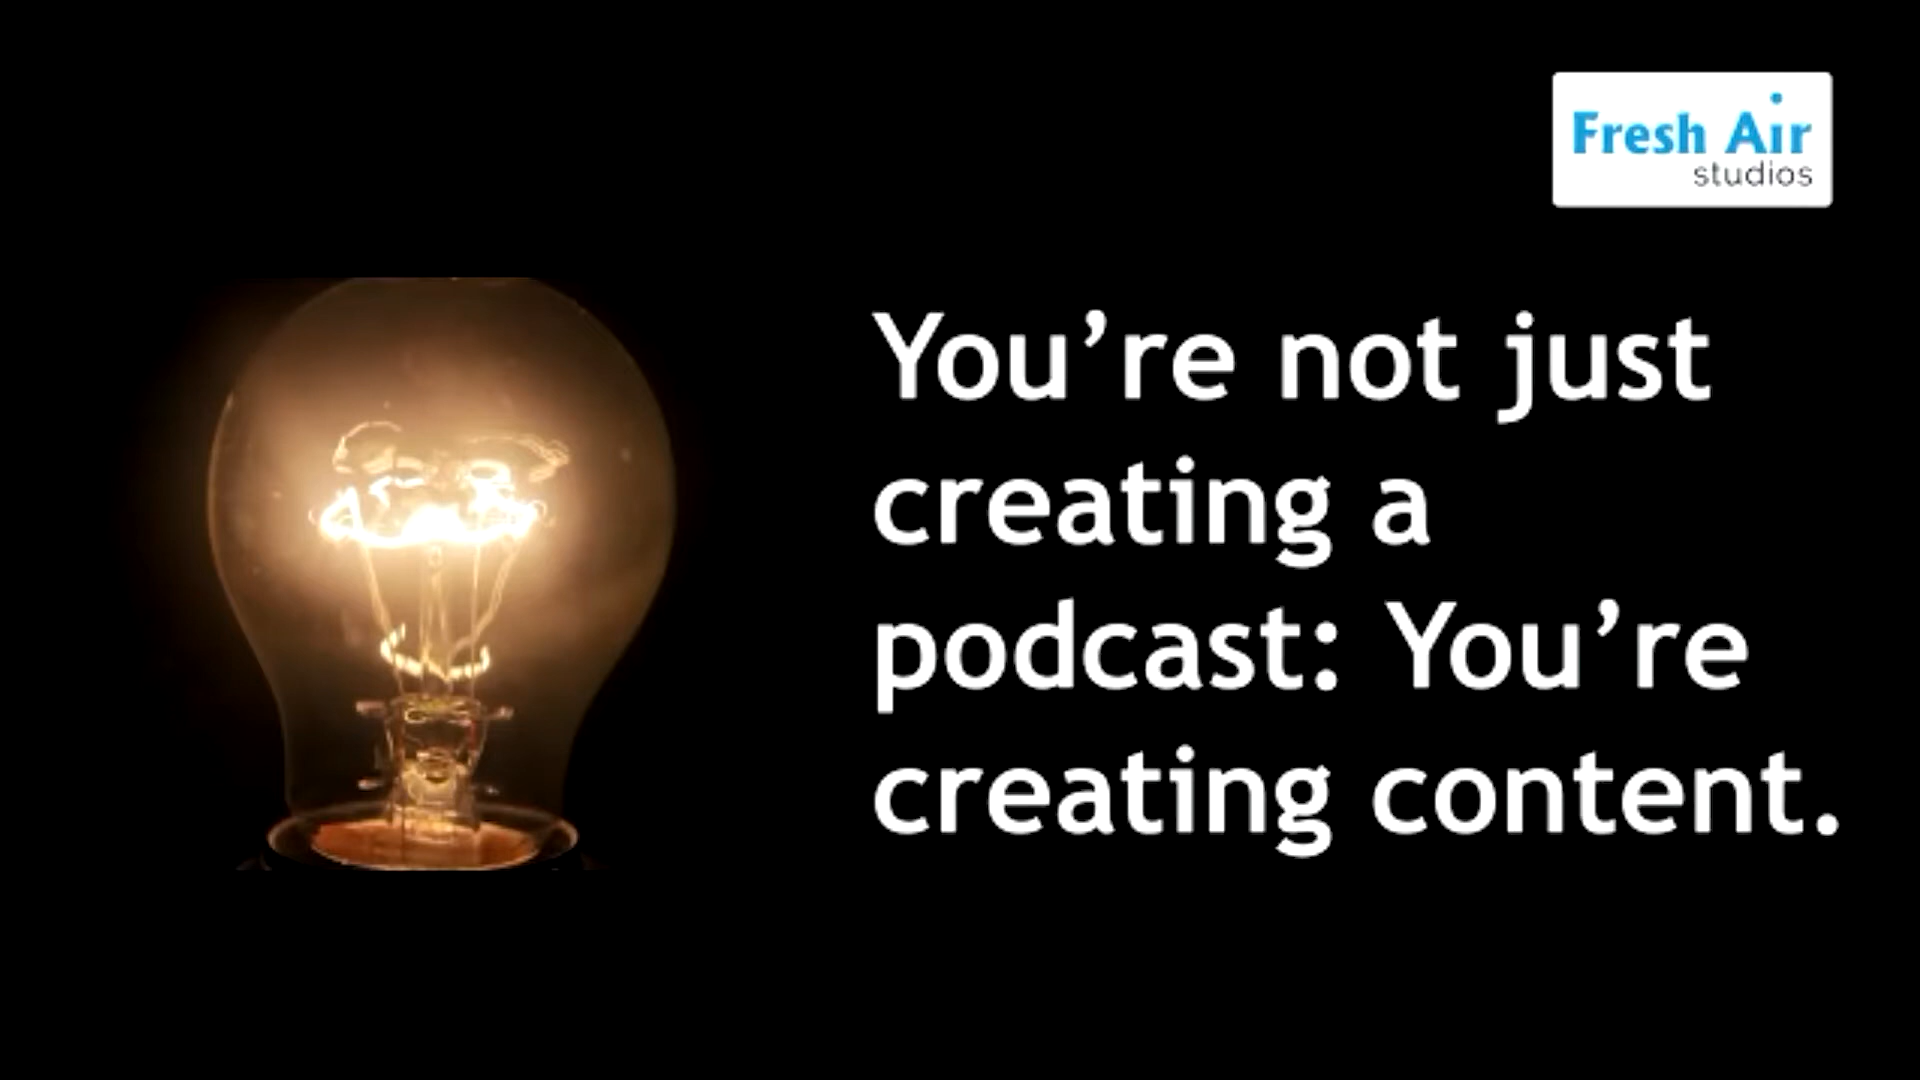 Fresh Air
studios
You’re not just
creating a
podcast: You’re
creating content.